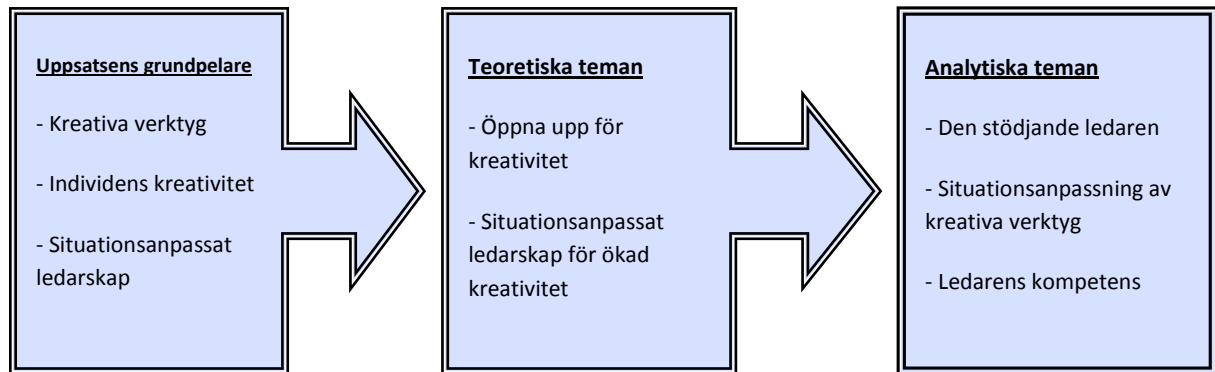 Uppsatsens grundpelare
- Kreativa verktyg
- Individens kreativitet
- Situationsanpassat
ledarskap
Teoretiska teman
- Öppna upp för
kreativitet
- Situationsanpassat
ledarskap för ökad
kreativitet
Analytiska teman
- Den stödjande ledaren
- Situationsanpassning av
kreativa verktyg
- Ledarens kompetens